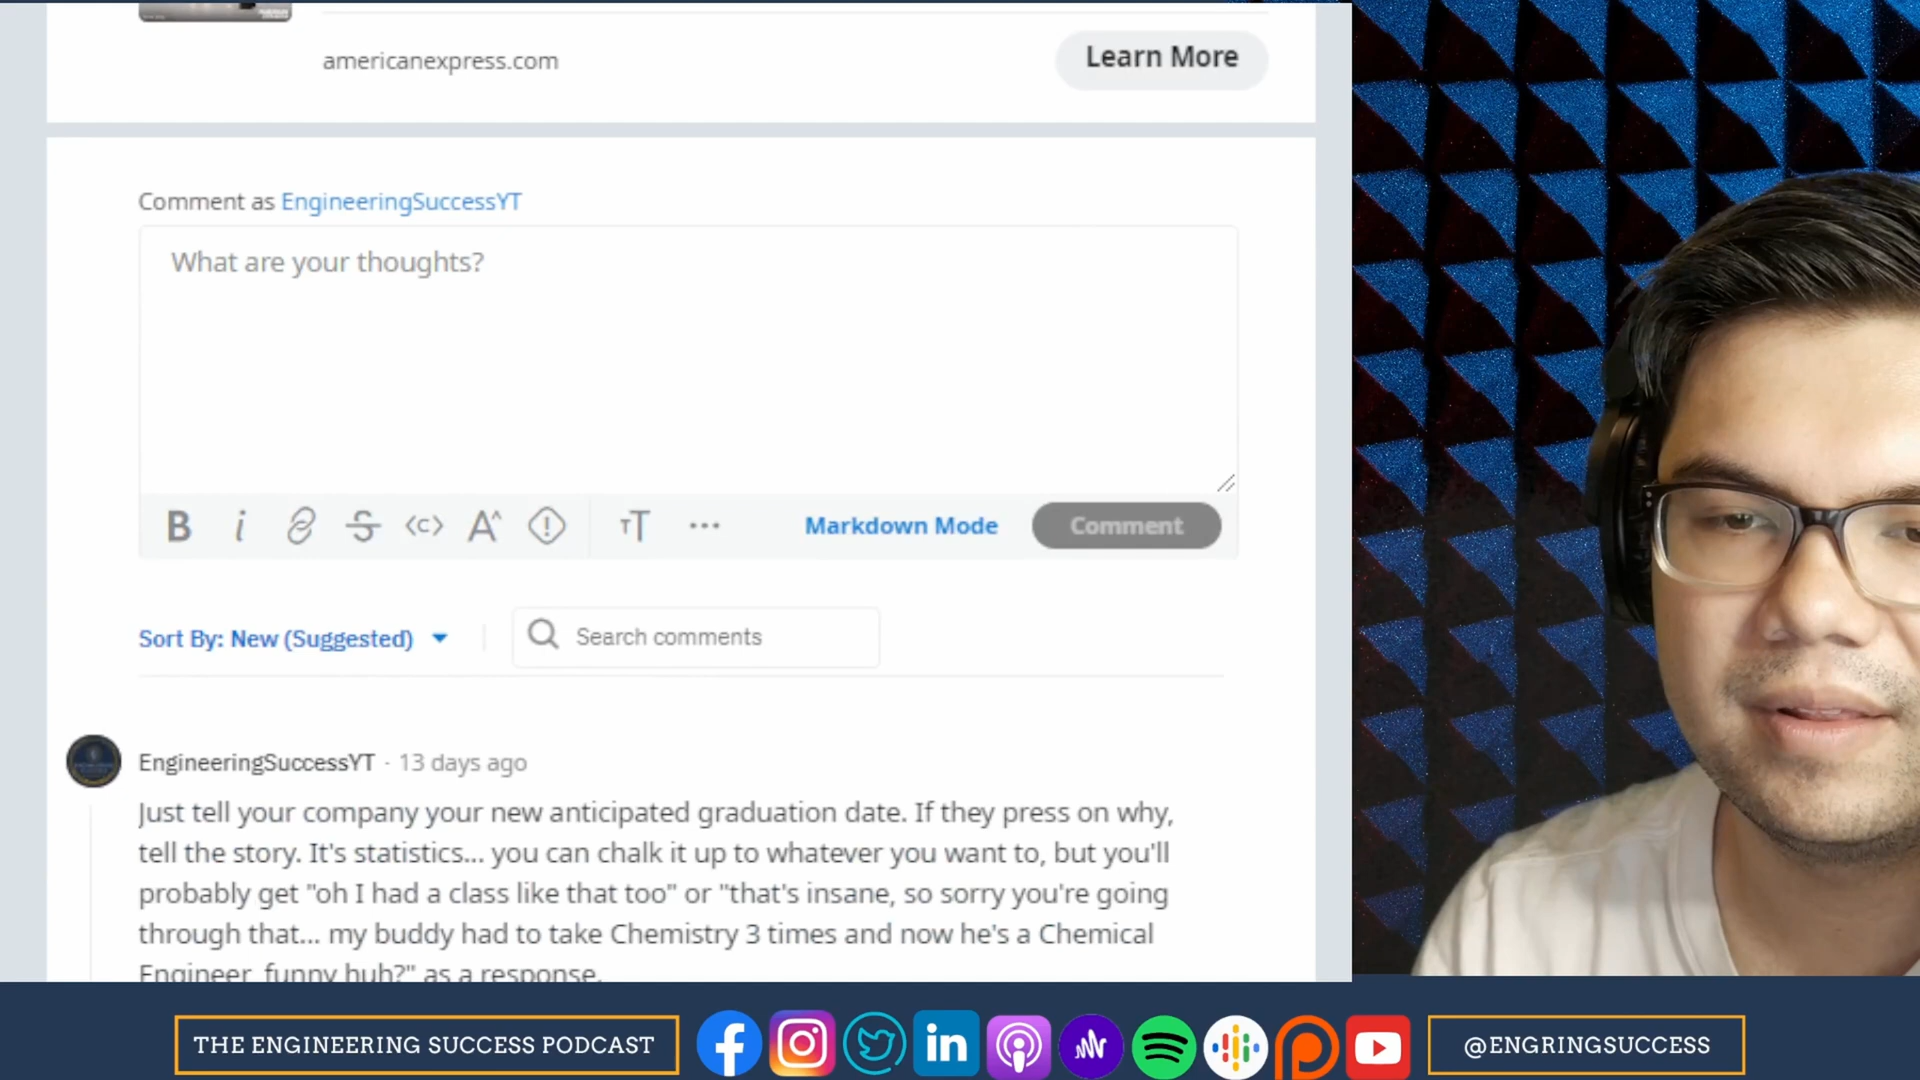 americanexpress.com
Learn More
Comment as EngineeringSuccessYT
What are your thoughts?
B i S <c> A^ TT ... Markdown Mode Comment
Sort By: New (Suggested) Search comments
EngineeringSuccessYT · 13 days ago
Just tell your company your new anticipated graduation date. If they press on why,
tell the story. It's statistics... you can chalk it up to whatever you want to, but you'll
probably get "oh I had a class like that too" or "that's insane, so sorry you're going
through that... my buddy had to take Chemistry 3 times and now he's a Chemical
Engineer, funny huh?" as a response.
THE ENGINEERING SUCCESS PODCAST
in
@ENGRINGSUCCESS